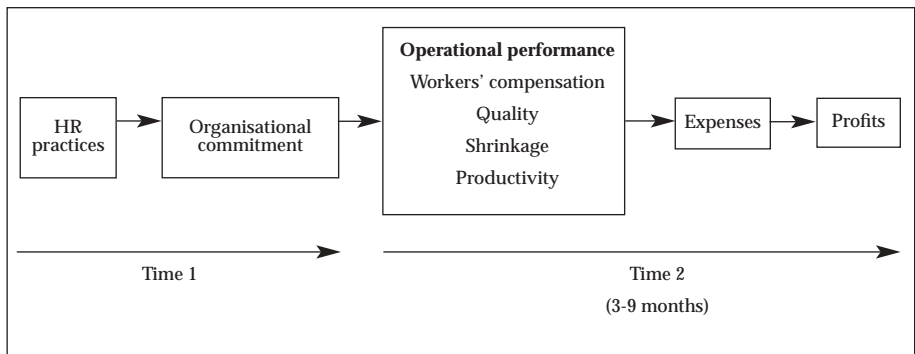 HR
practices
Organisational
commitment
Operational performance
Workers' compensation
Quality
Shrinkage
Productivity
Expenses
Profits
Time 1
Time 2
(3-9 months)